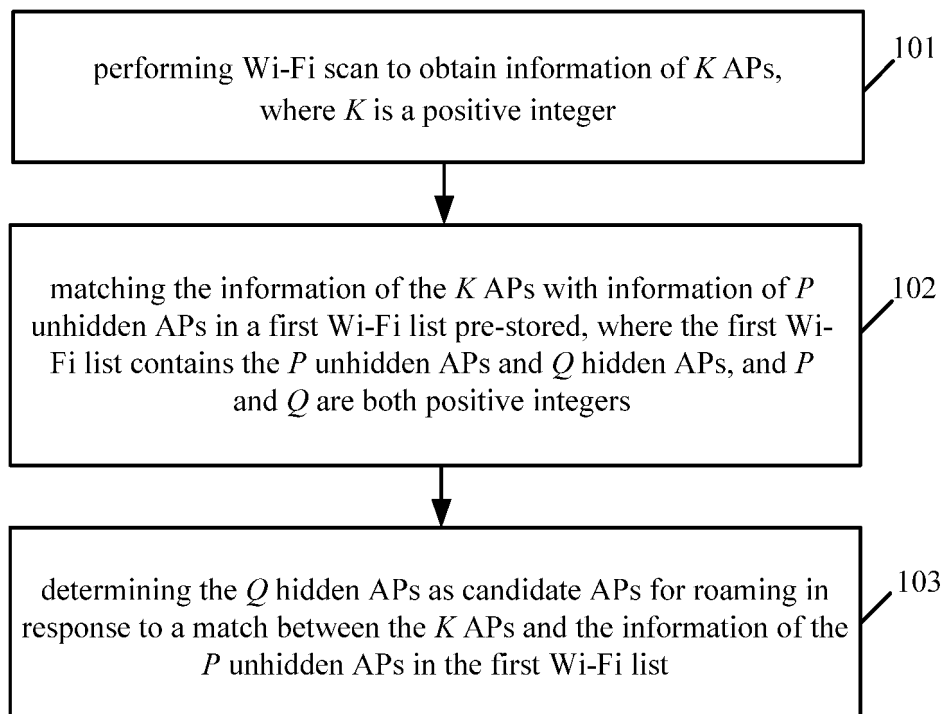 performing Wi-Fi scan to obtain information of K APs,
where K is a positive integer
101
matching the information of the K APs with information of P
unhidden APs in a first Wi-Fi list pre-stored, where the first Wi-
Fi list contains the P unhidden APs and Q hidden APs, and P
and Q are both positive integers
102
determining the Q hidden APs as candidate APs for roaming in
response to a match between the K APs and the information of the
P unhidden APs in the first Wi-Fi list
103